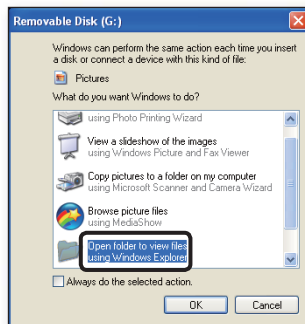 Removable Disk (G:)
Windows can perform the same action each time you insert
a disk or connect a device with this kind of file:
Pictures
What do you want Windows to do?
using Photo Printing Wizard
View a slideshow of the images
using Windows Picture and Fax Viewer
Copy pictures to a folder on my computer
using Microsoft Scanner and Camera Wizard
Browse picture files
using MediaShow
Open folder to view files
using Windows Explorer
Always do the selected action.
OK
Cancel